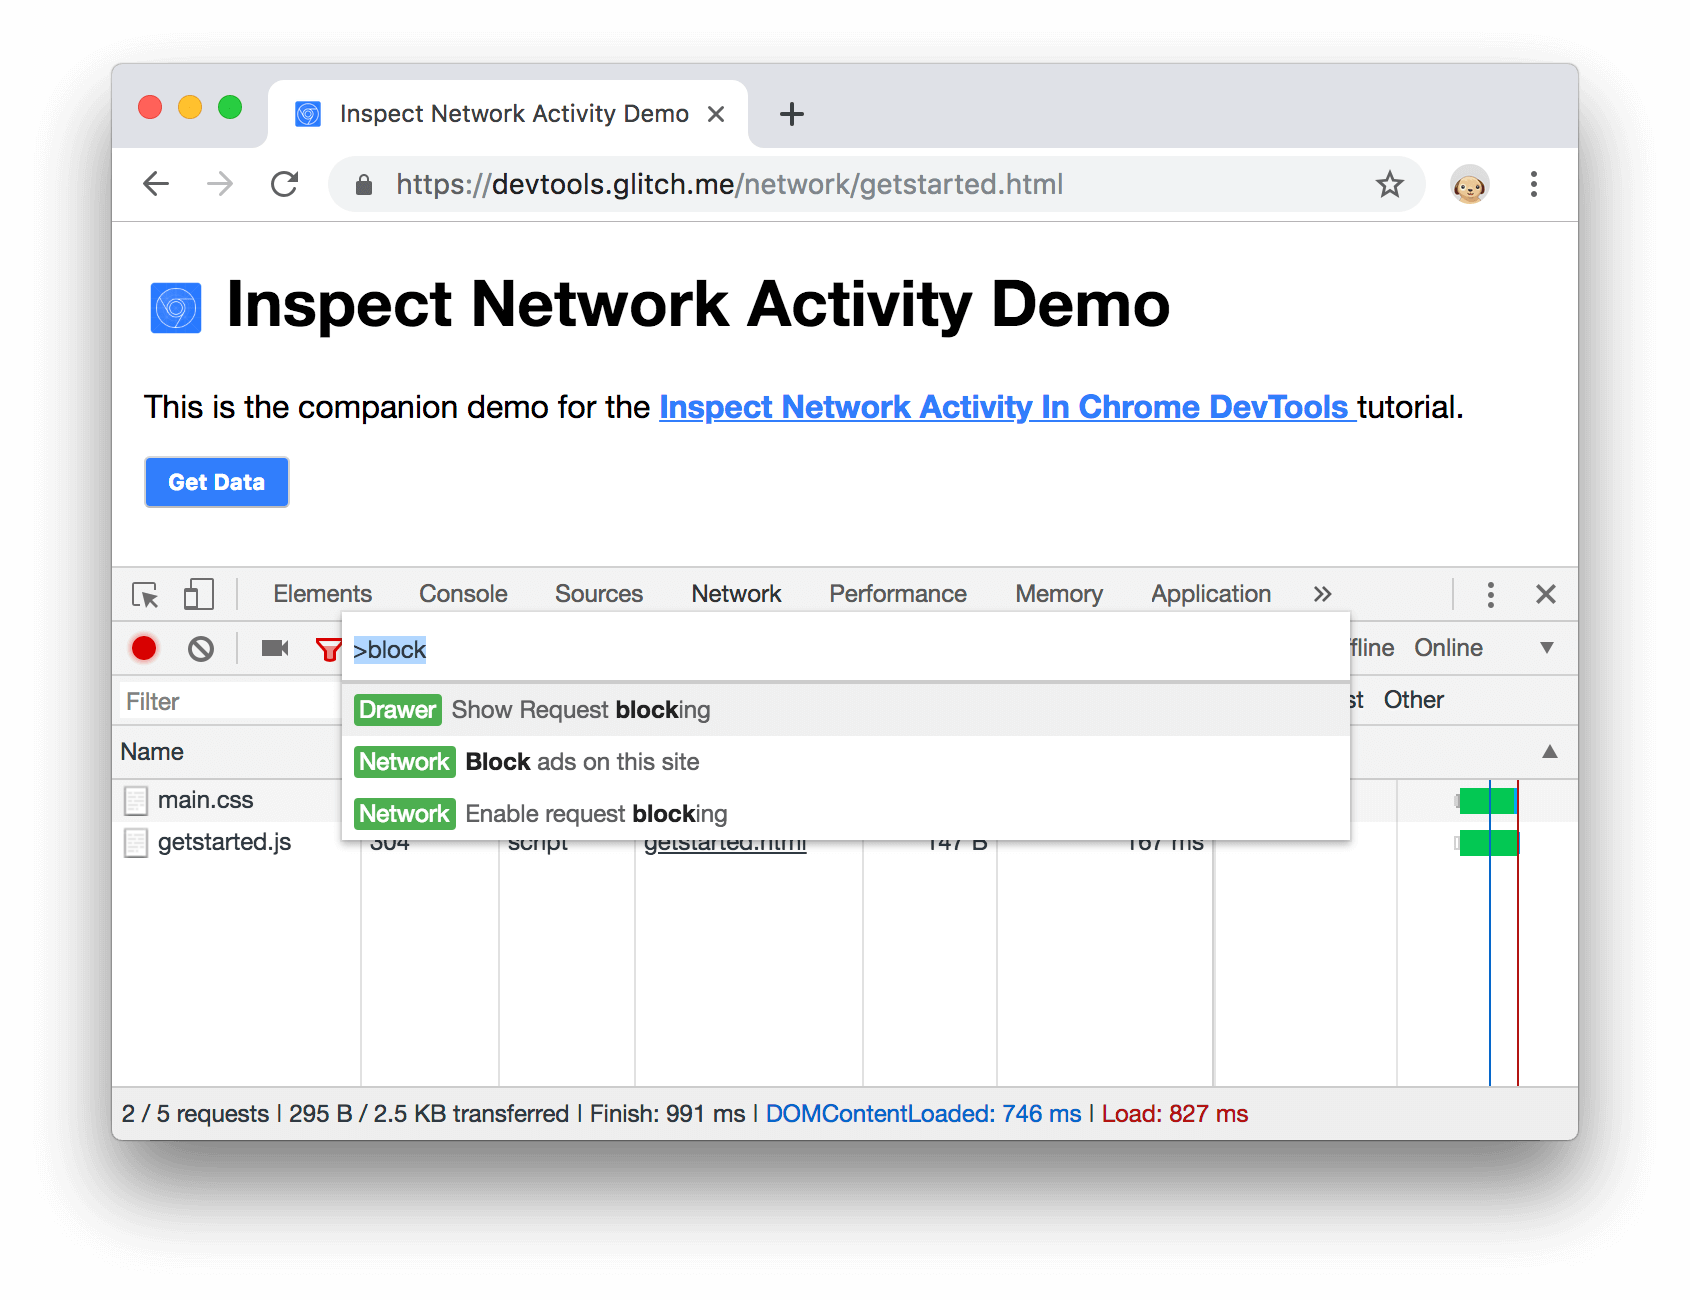 Inspect Network Activity Demo
https://devtools.glitch.me/network/getstarted.html
Inspect Network Activity Demo
This is the companion demo for the Inspect Network Activity In Chrome DevTools tutorial.
Get Data
Elements Console Sources Network Performance Memory Application
>block
fline Online
Drawer Show Request blocking
Filter
st Other
Network Block ads on this site
Name
main.css
Network Enable request blocking
getstarted.js 304 script getstarted.html 147 B 167 ms
2 / 5 requests | 295 B / 2.5 KB transferred | Finish: 991 ms | DOMContentLoaded: 746 ms | Load: 827 ms